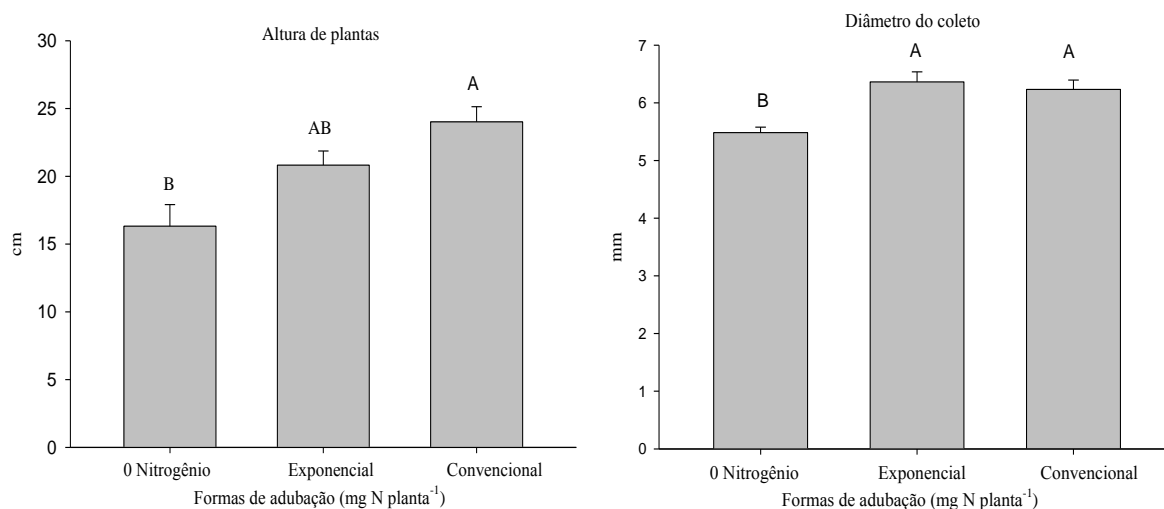 Altura de plantas
30
25
20
15
10
5
0
cm
B
AB
A
0 Nitrogênio Exponencial Convencional
Formas de adubação (mg N planta⁻¹)
Diâmetro do coleto
7
6
5
4
3
2
1
0
mm
B
A
A
0 Nitrogênio Exponencial Convencional
Formas de adubação (mg N planta⁻¹)